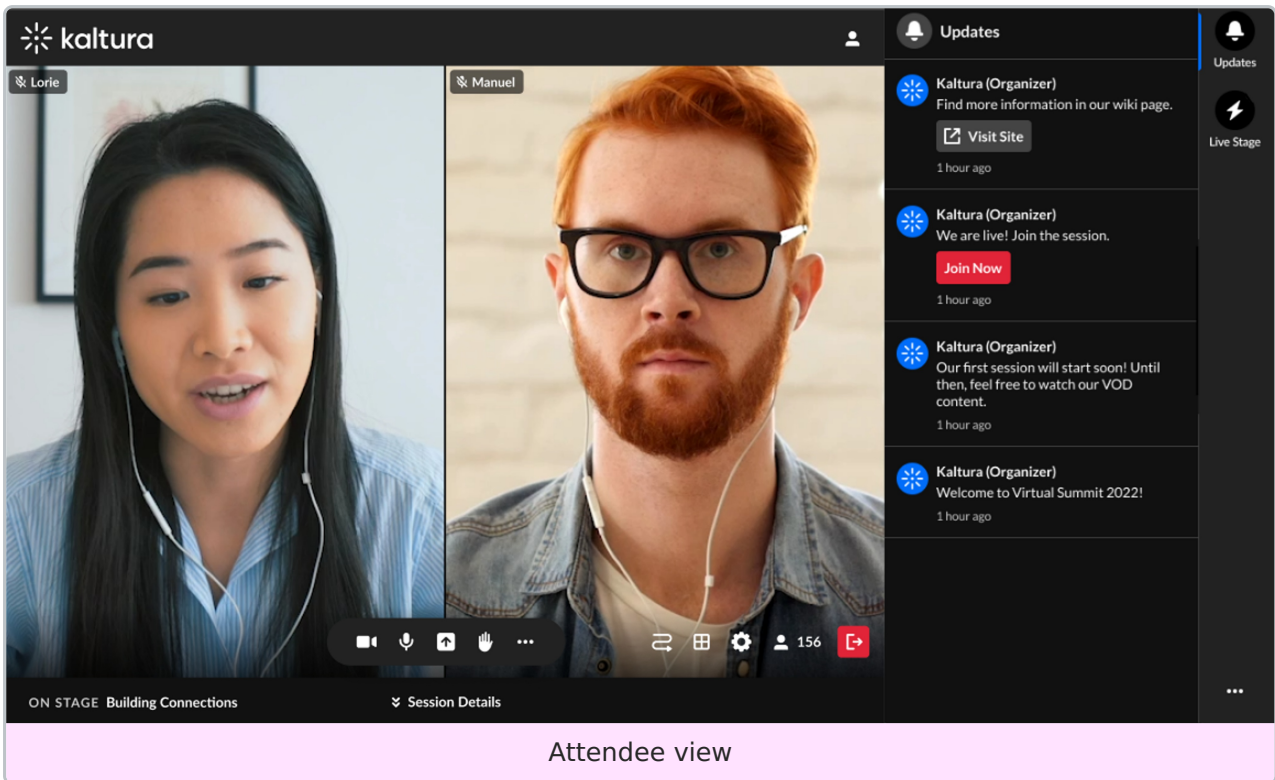 kaltura
Lorie
Manuel
156
ON STAGE Building Connections
Session Details
Updates
Kaltura (Organizer)
Find more information in our wiki page.
Visit Site
1 hour ago
Kaltura (Organizer)
We are live! Join the session.
Join Now
1 hour ago
Kaltura (Organizer)
Our first session will start soon! Until
then, feel free to watch our VOD
content.
1 hour ago
Kaltura (Organizer)
Welcome to Virtual Summit 2022!
1 hour ago
Updates
Live Stage
Attendee view